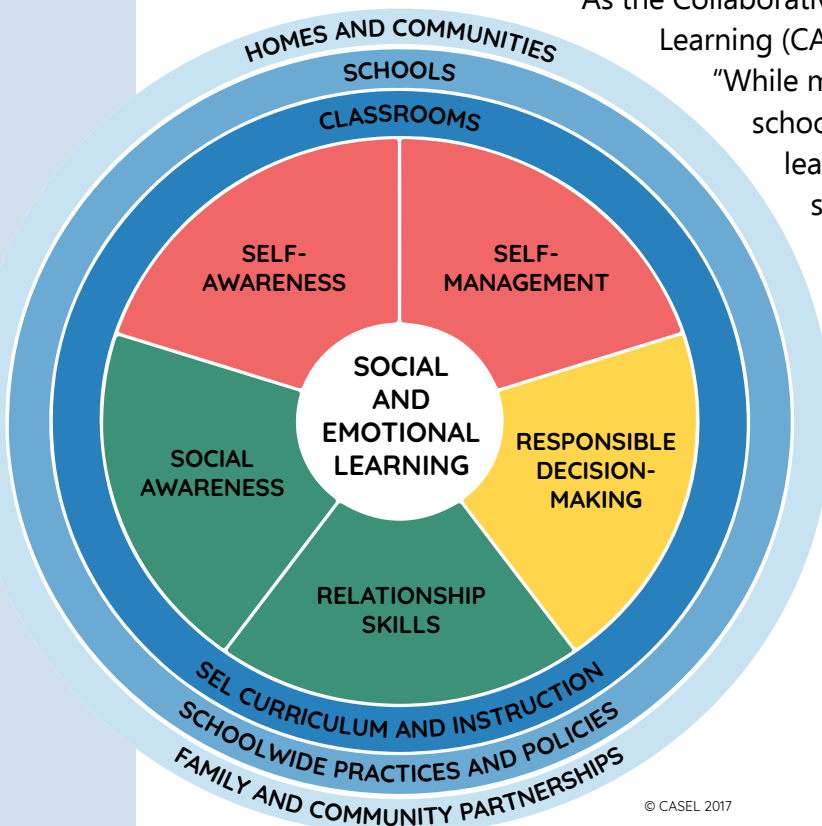 As the Collaborative
Learning (CA
“While m
schoo
lea
s
HOMES AND COMMUNITIES
SCHOOLS
CLASSROOMS
SELF-
AWARENESS
SELF-
MANAGEMENT
SOCIAL
AND
EMOTIONAL
LEARNING
SOCIAL
AWARENESS
RESPONSIBLE
DECISION-
MAKING
RELATIONSHIP
SKILLS
SEL CURRICULUM AND INSTRUCTION
SCHOOLWIDE PRACTICES AND POLICIES
FAMILY AND COMMUNITY PARTNERSHIPS
© CASEL 2017